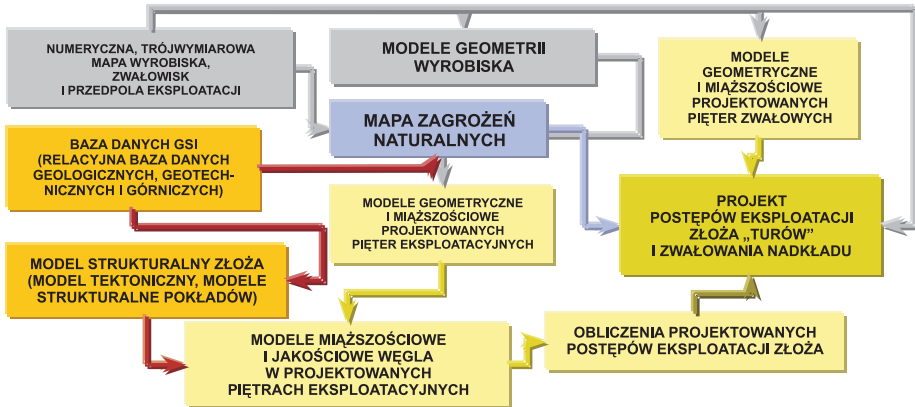 NUMERYCZNA, TRÓJWYMIAROWA
MAPA WYROBISKA,
ZWAŁOWISK
I PRZEDPOLA EKSPLOATACJI
MODELE GEOMETRII
WYROBISKA
MODELE
GEOMETRYCZNE
I MIĄŻSZOŚCIOWE
PROJEKTOWANYCH
PIĘTER ZWAŁOWYCH
MAPA ZAGROŻEŃ
NATURALNYCH
BAZA DANYCH GSI
(RELACYJNA BAZA DANYCH
GEOLOGICZNYCH, GEOTECH-
NICZNYCH I GÓRNICZYCH)
MODELE GEOMETRYCZNE
I MIĄŻSZOŚCIOWE
PROJEKTOWANYCH
PIĘTER EKSPLOATACYJNYCH
PROJEKT
POSTĘPÓW EKSPLOATACJI
ZŁOŻA „TURÓW”
I ZWAŁOWANIA NADKŁADU
MODEL STRUKTURALNY ZŁOŻA
(MODEL TEKTONICZNY, MODELE
STRUKTURALNE POKŁADÓW)
MODELE MIĄŻSZOŚCIOWE
I JAKOŚCIOWE WĘGLA
W PROJEKTOWANYCH
PIĘTRACH EKSPLOATACYJNYCH
OBLICZENIA PROJEKTOWANYCH
POSTĘPÓW EKSPLOATACJI ZŁOŻA